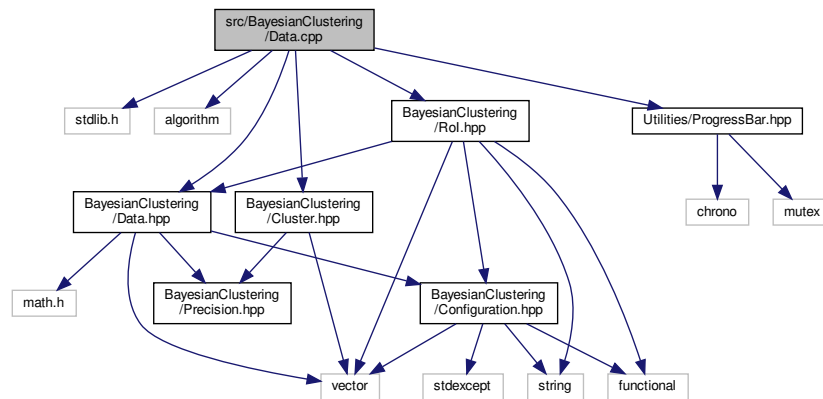 src/BayesianClustering
/Data.cpp
stdlib.h
algorithm
BayesianClustering
/RoI.hpp
Utilities/ProgressBar.hpp
BayesianClustering
/Data.hpp
BayesianClustering
/Cluster.hpp
chrono
mutex
math.h
BayesianClustering
/Precision.hpp
BayesianClustering
/Configuration.hpp
vector
stdexcept
string
functional